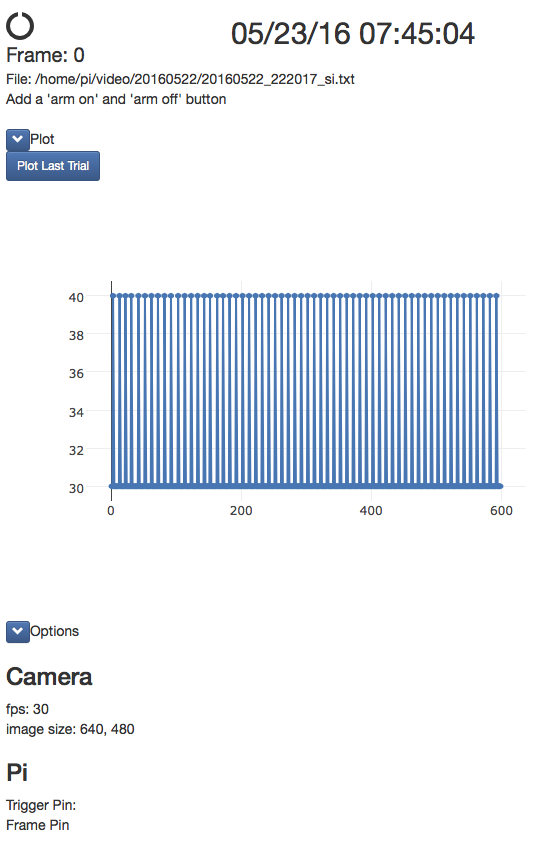 05/23/16 07:45:04
Frame: 0
File: /home/pi/video/20160522/20160522_222017_si.txt
Add a 'arm on' and 'arm off' button
Plot
Plot Last Trial
40
38
36
34
32
30
0 200 400 600
Options
Camera
fps: 30
image size: 640, 480
Pi
Trigger Pin:
Frame Pin